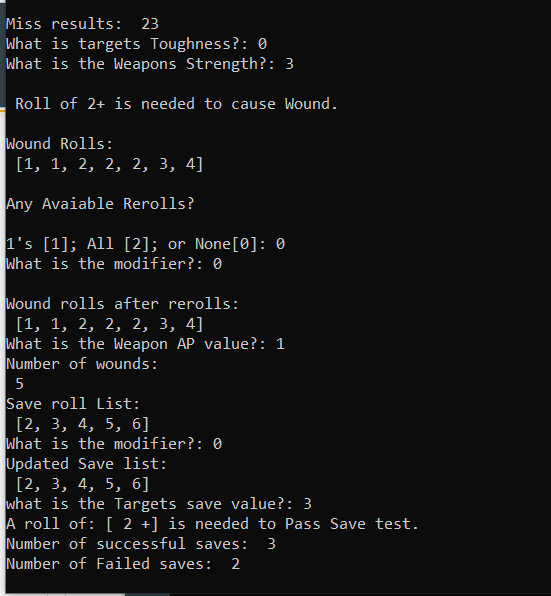 Miss results:  23
What is targets Toughness?: 0
What is the Weapons Strength?: 3
Roll of 2+ is needed to cause Wound.
Wound Rolls:
[1, 1, 2, 2, 2, 3, 4]
Any Avaiable Rerolls?
1's [1]; All [2]; or None[0]: 0
What is the modifier?: 0
Wound rolls after rerolls:
[1, 1, 2, 2, 2, 3, 4]
What is the Weapon AP value?: 1
Number of wounds:
5
Save roll List:
[2, 3, 4, 5, 6]
What is the modifier?: 0
Updated Save list:
[2, 3, 4, 5, 6]
what is the Targets save value?: 3
A roll of: [ 2 +] is needed to Pass Save test.
Number of successful saves:  3
Number of Failed saves:  2